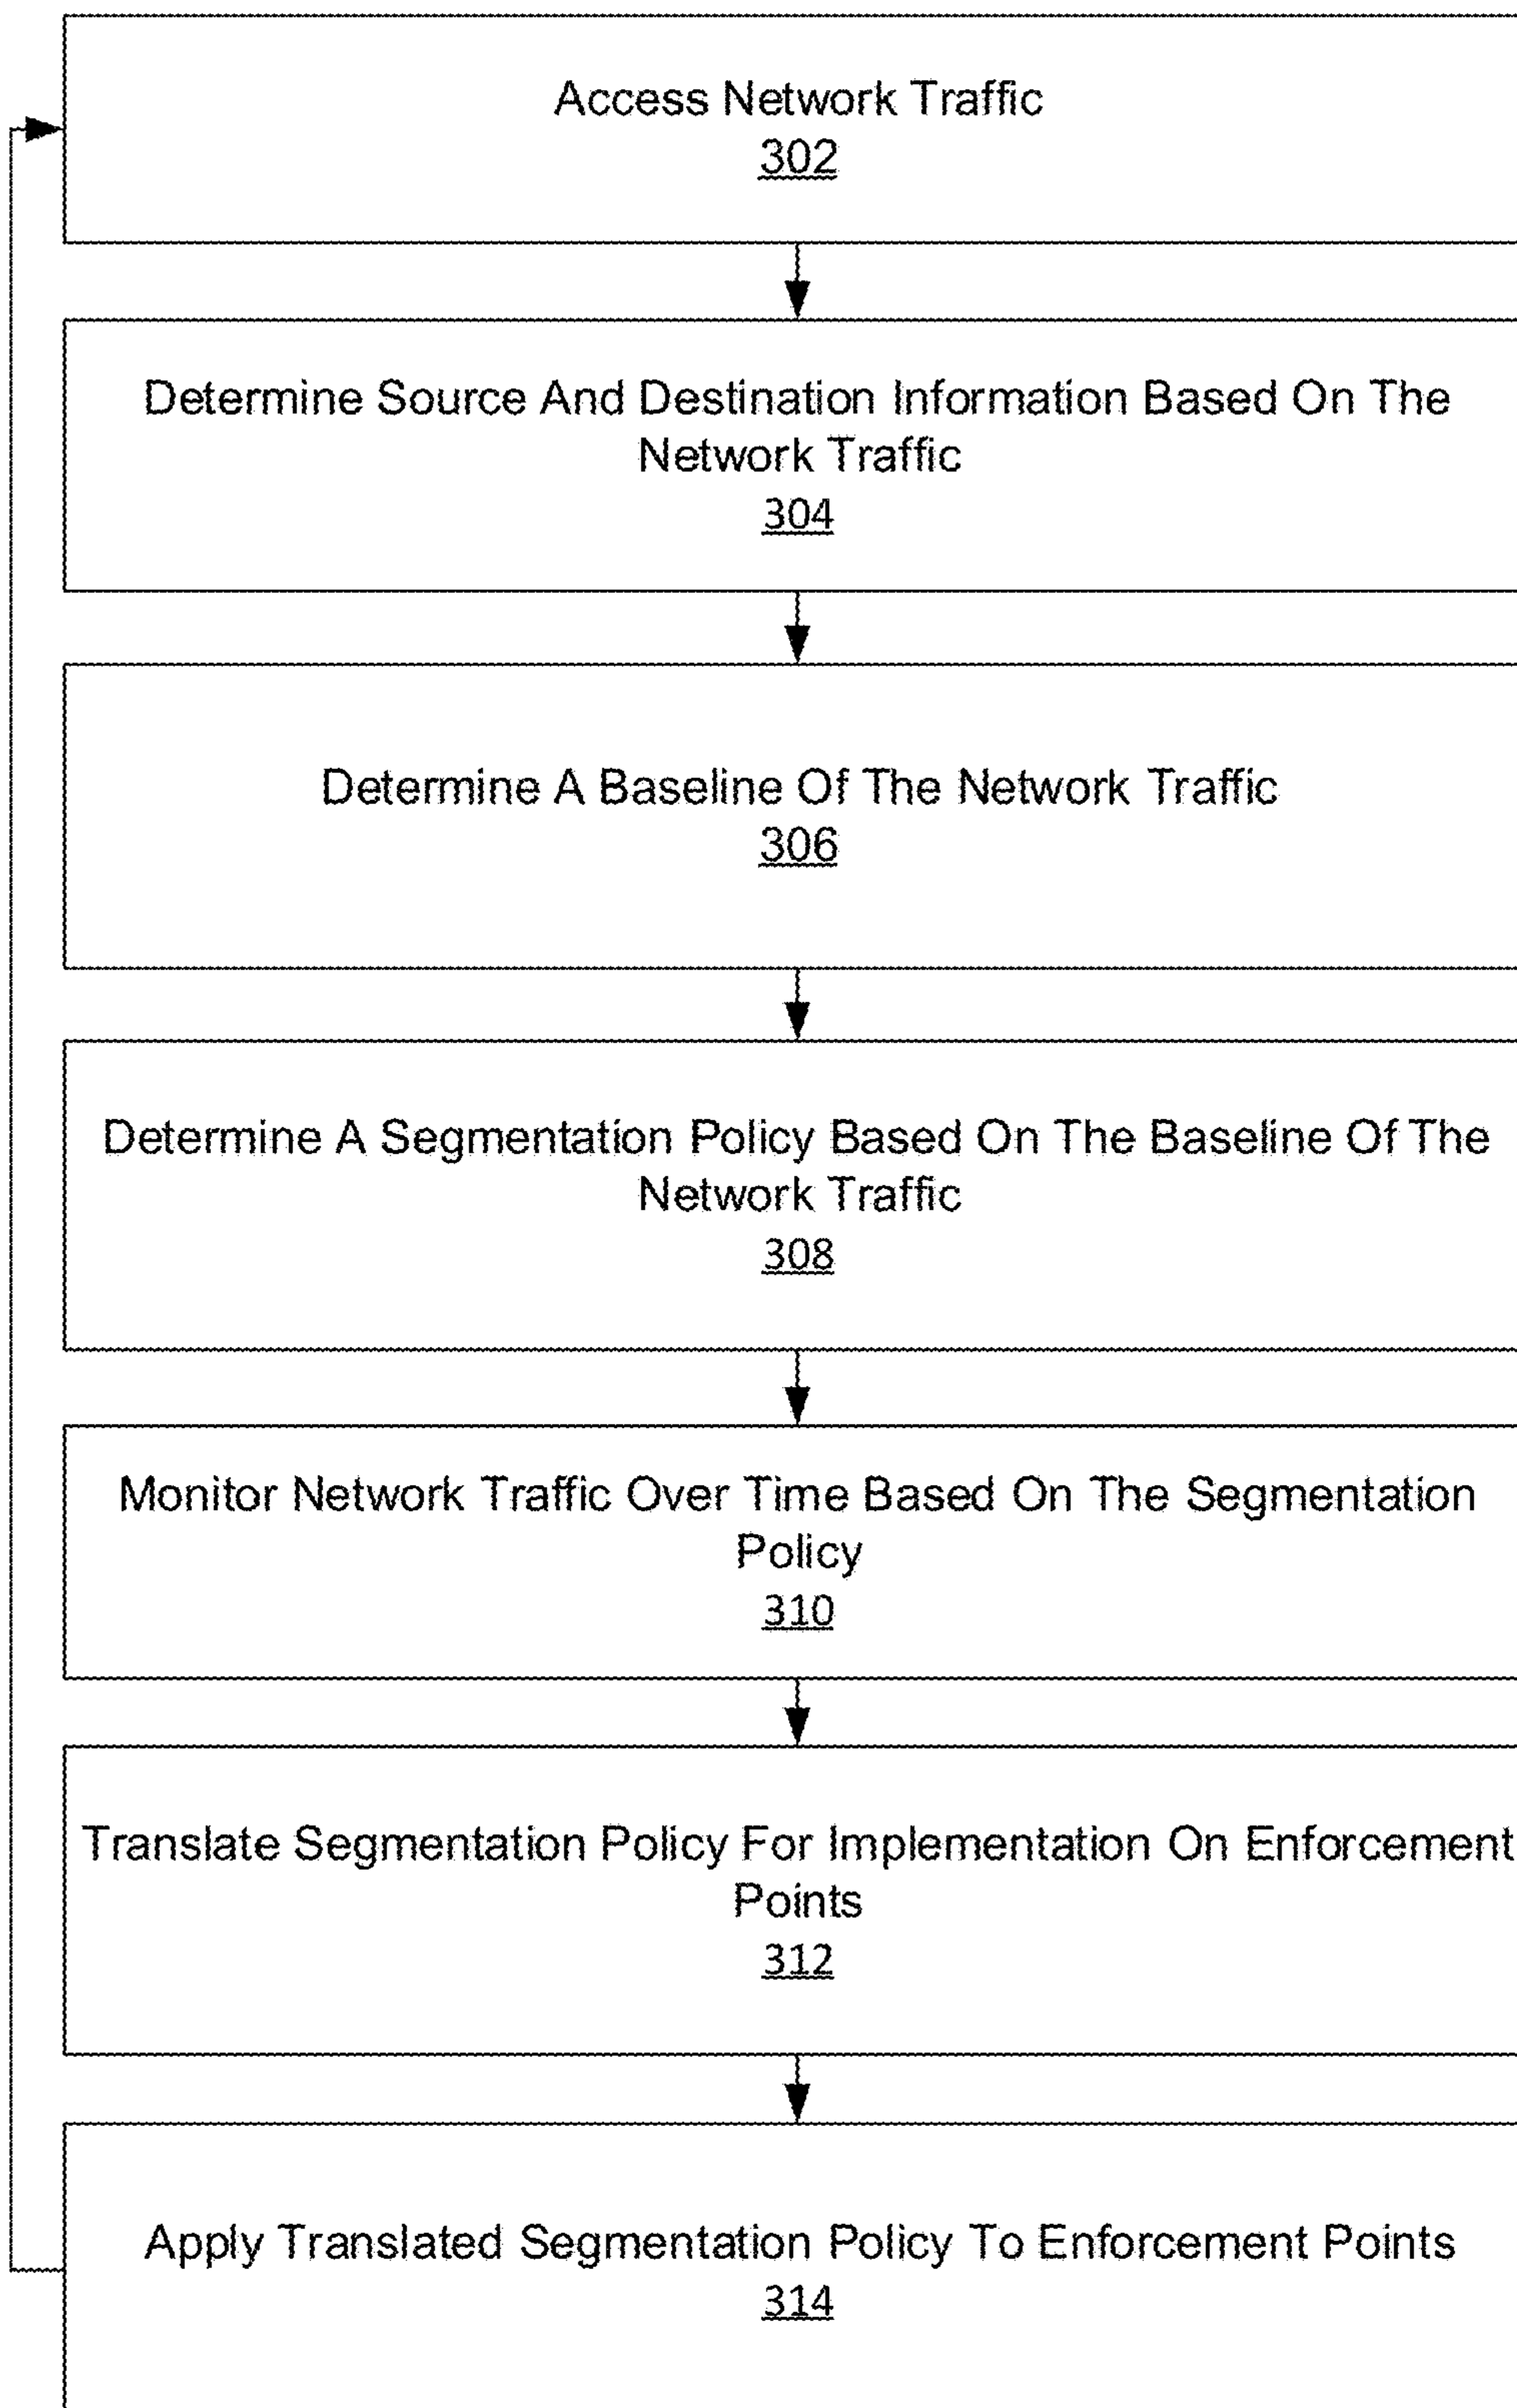 Access Network Traffic
302
Determine Source And Destination Information Based On The
Network Traffic
304
Determine A Baseline Of The Network Traffic
306
Determine A Segmentation Policy Based On The Baseline Of The
Network Traffic
308
Monitor Network Traffic Over Time Based On The Segmentation
Policy
310
Translate Segmentation Policy For Implementation On Enforcement
Points
312
Apply Translated Segmentation Policy To Enforcement Points
314